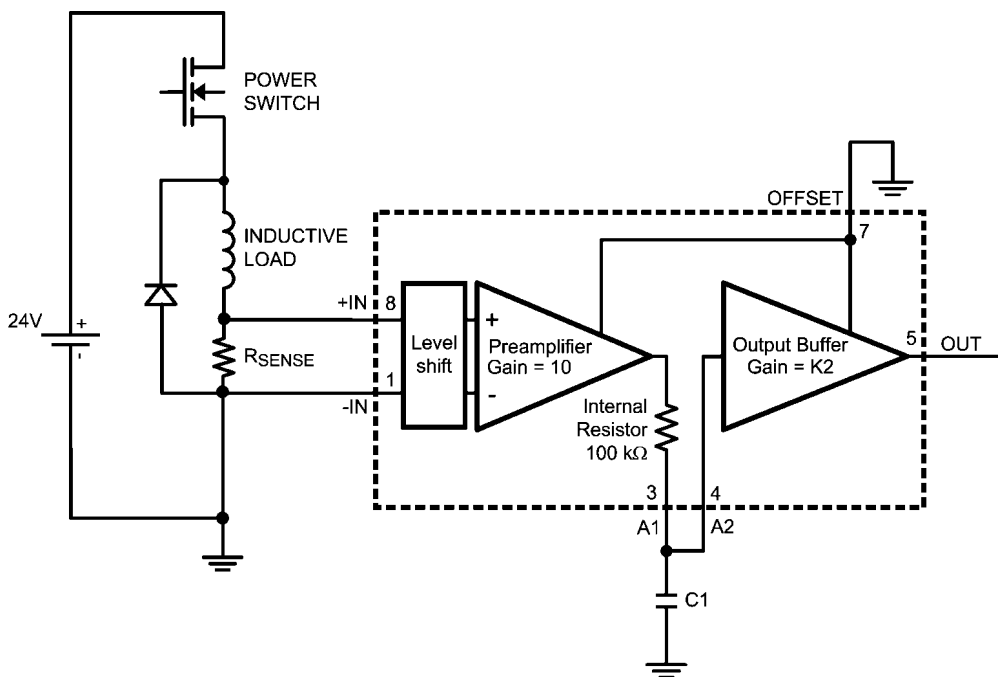 POWER
SWITCH
OFFSET
7
INDUCTIVE
LOAD
+IN
8
24V
+
-
RSENSE
Level
shift
+
-
Preamplifier
Gain = 10
Output Buffer
Gain = K2
5
OUT
1
-IN
Internal
Resistor
100 kΩ
3
4
A1
A2
C1